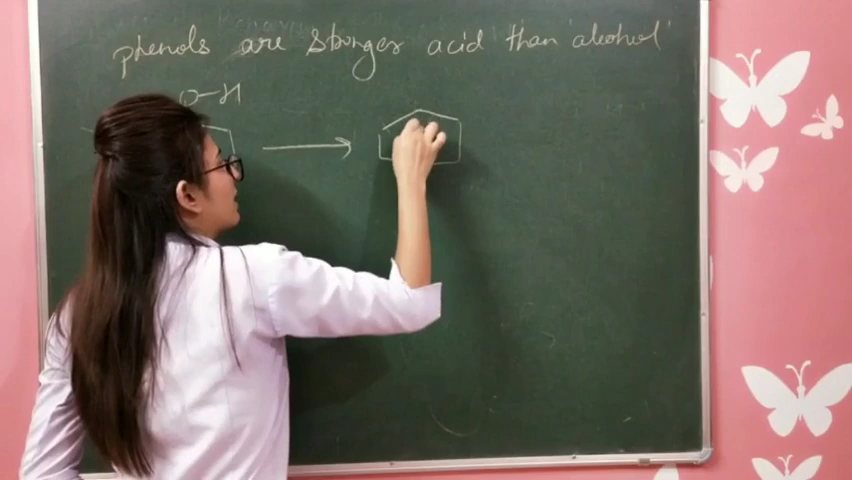 phenols are stronger acid than 'alcohol'
O-H